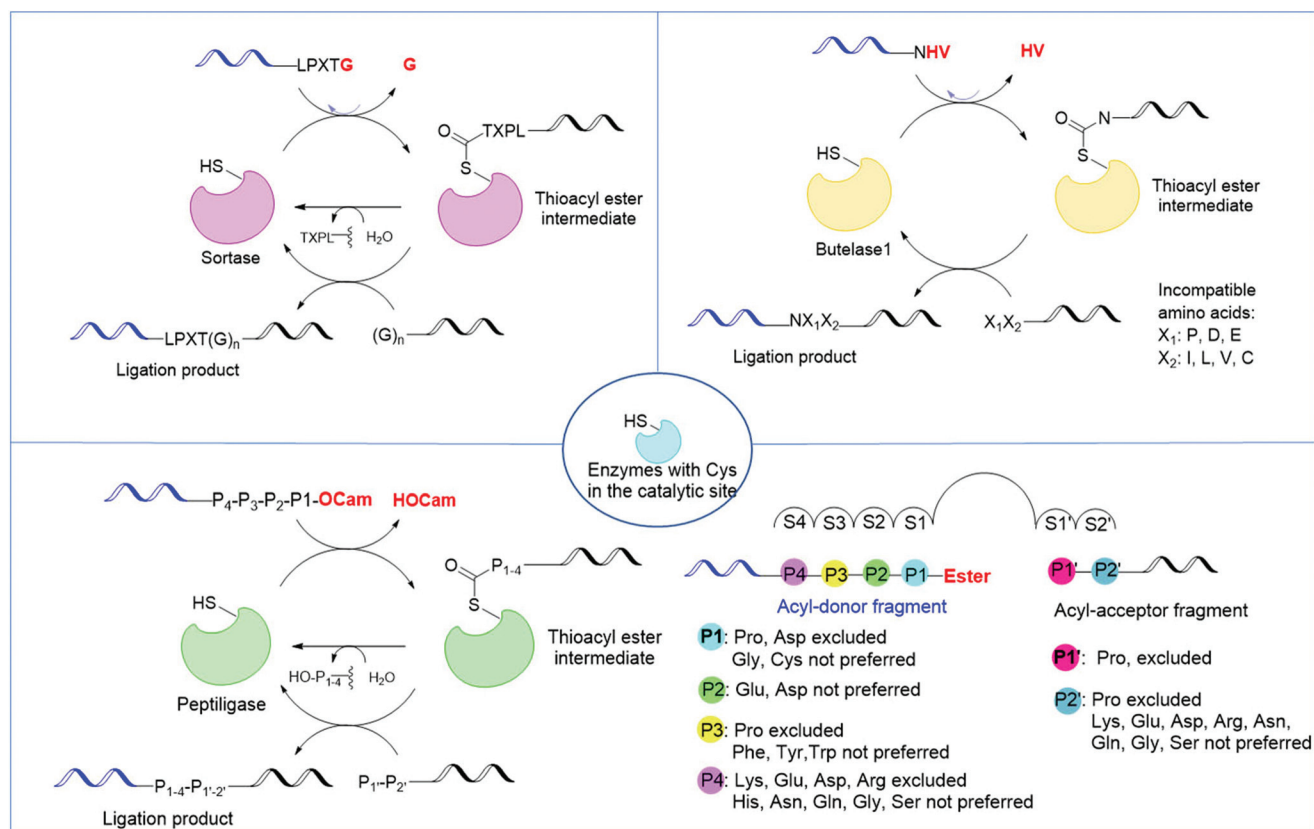 LPXTG
G
HS
O
TXPL
S
Thioacyl ester
intermediate
TXPL
H2O
Sortase
LPXT(G)n
(G)n
Ligation product
NHV
HV
HS
O
N
S
Thioacyl ester
intermediate
Butelase1
NX1X2
X1X2
Ligation product
Incompatible
amino acids:
X1: P, D, E
X2: I, L, V, C
HS
Enzymes with Cys
in the catalytic site
P4-P3-P2-P1-OCam
HOCam
HS
O
P1-4
S
Thioacyl ester
intermediate
HO-P1-4
H2O
Peptiligase
P1-4-P1'-2'
P1'-P2'
Ligation product
S4 S3 S2 S1 S1' S2'
P4 P3 P2 P1 Ester
P1' P2'
Acyl-donor fragment
Acyl-acceptor fragment
P1: Pro, Asp excluded
Gly, Cys not preferred
P2: Glu, Asp not preferred
P3: Pro excluded
Phe, Tyr,Trp not preferred
P4: Lys, Glu, Asp, Arg excluded
His, Asn, Gln, Gly, Ser not preferred
P1': Pro, excluded
P2': Pro excluded
Lys, Glu, Asp, Arg, Asn,
Gln, Gly, Ser not preferred